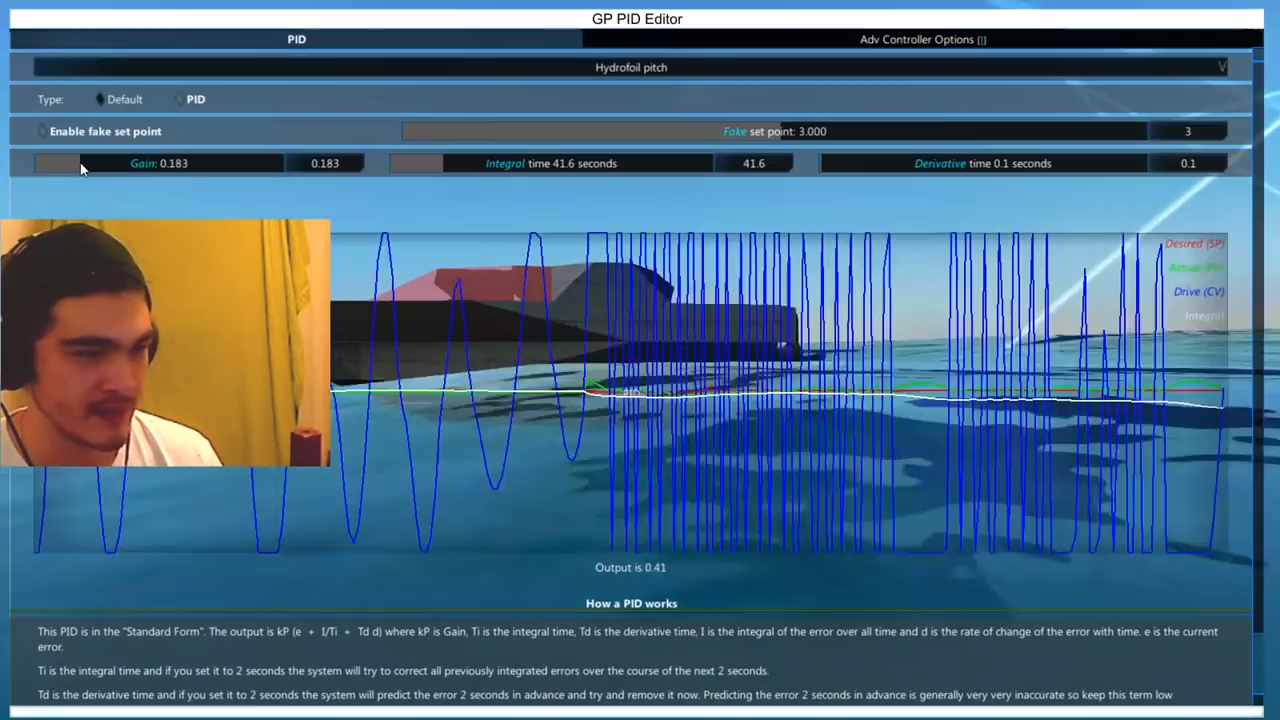 GP PID Editor
PID
Adv Controller Options [|]
Hydrofoil pitch
V
Type:
Default
PID
Enable fake set point
Fake set point: 3.000
3
Gain: 0.183
0.183
Integral time 41.6 seconds
41.6
Derivative time 0.1 seconds
0.1
Desired (SP)
Actual (PV)
Drive (CV)
Integral
PID
Output is 0.41
How a PID works
This PID is in the "Standard Form". The output is kP (e + I/Ti + Td d) where kP is Gain, Ti is the integral time, Td is the derivative time, I is the integral of the error over all time and d is the rate of change of the error with time. e is the current
error.
Ti is the integral time and if you set it to 2 seconds the system will try to correct all previously integrated errors over the course of the next 2 seconds.
Td is the derivative time and if you set it to 2 seconds the system will predict the error 2 seconds in advance and try and remove it now. Predicting the error 2 seconds in advance is generally very very inaccurate so keep this term low